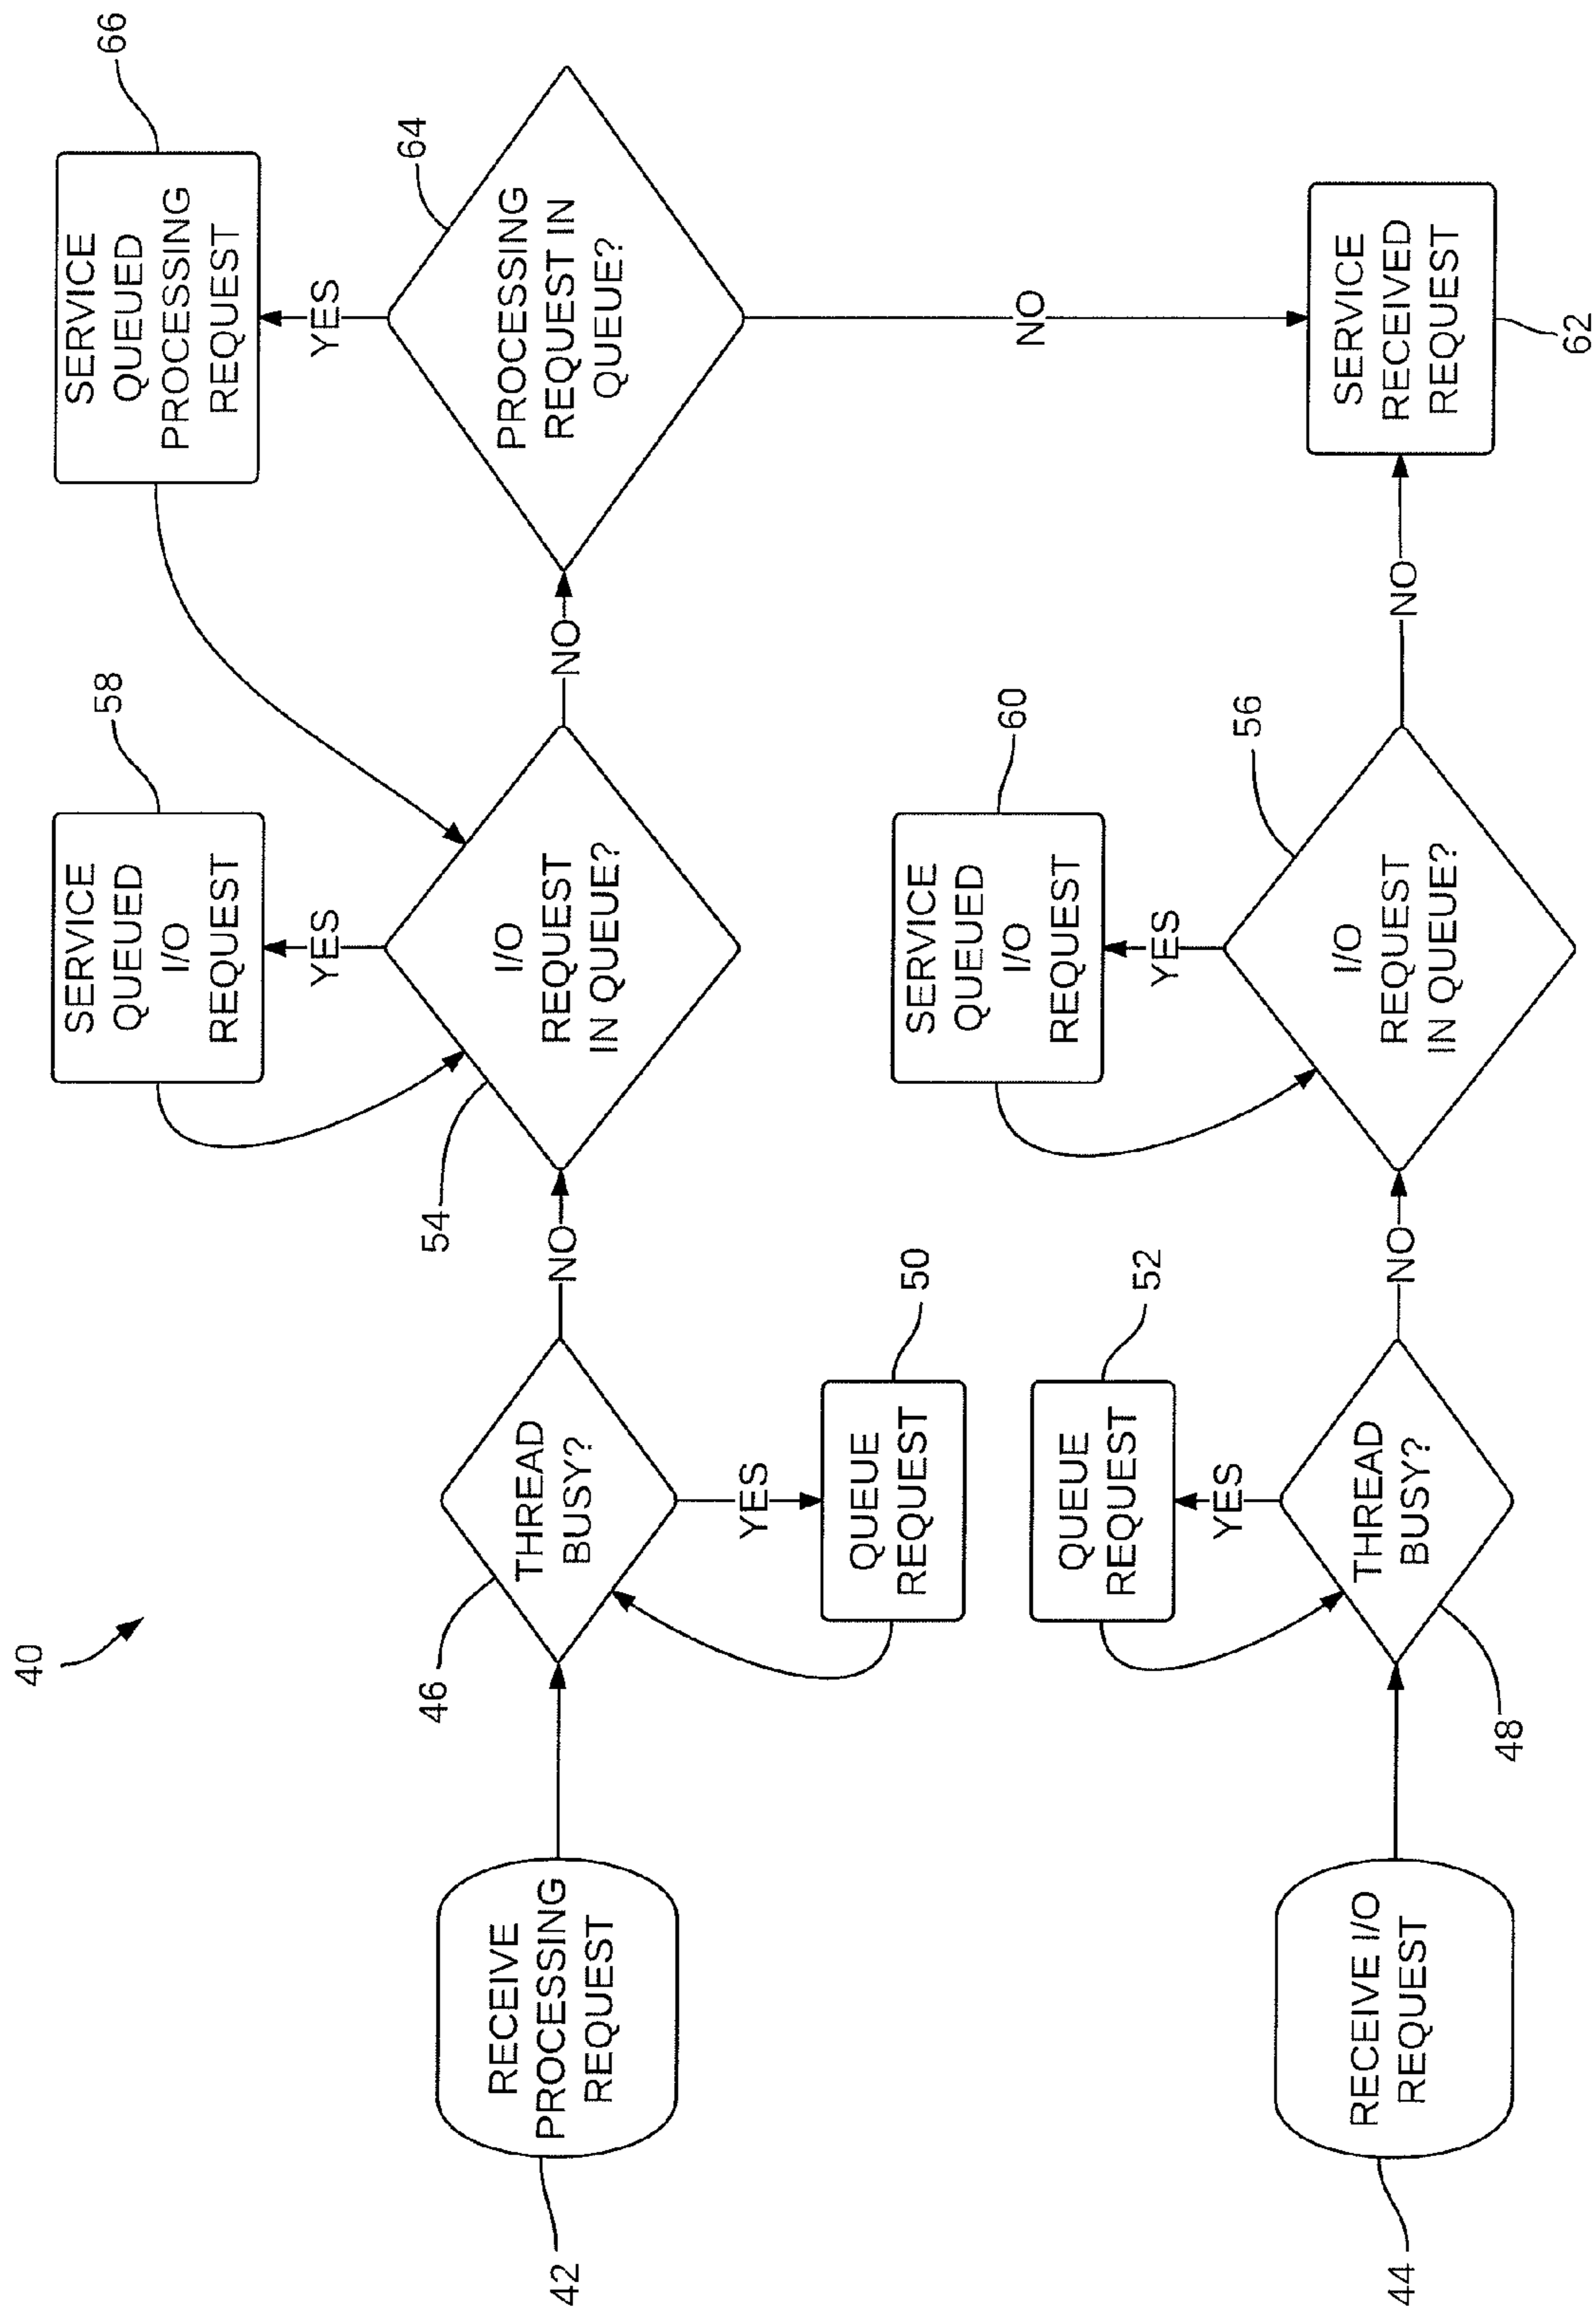 40
66
SERVICE
QUEUED
PROCESSING
REQUEST
58
SERVICE
QUEUED
I/O
REQUEST
YES
YES
64
PROCESSING
REQUEST IN
QUEUE?
NO
54
I/O
REQUEST
IN QUEUE?
NO
46
THREAD
BUSY?
42
RECEIVE
PROCESSING
REQUEST
YES
50
QUEUE
REQUEST
NO
52
QUEUE
REQUEST
60
SERVICE
QUEUED
I/O
REQUEST
YES
YES
44
RECEIVE I/O
REQUEST
48
THREAD
BUSY?
NO
56
I/O
REQUEST
IN QUEUE?
NO
62
SERVICE
RECEIVED
REQUEST